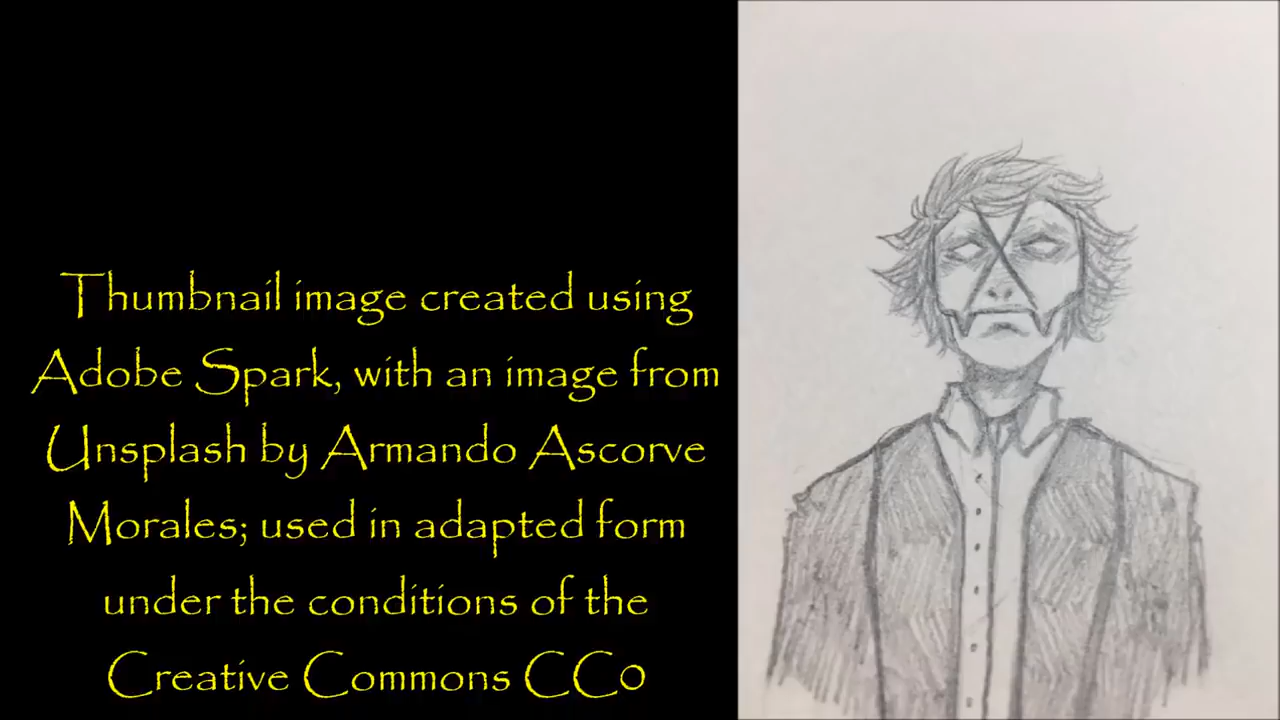 Thumbnail image created using
Adobe Spark, with an image from
Unsplash by Armando Ascorve
Morales; used in adapted form
under the conditions of the
Creative Commons CC0